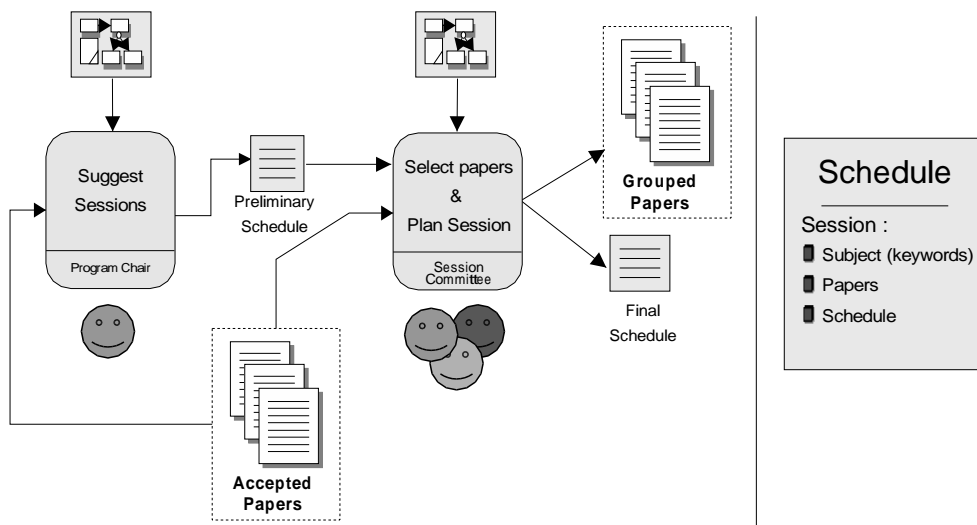 Suggest
Sessions
Program Chair
Preliminary
Schedule
Select papers
&
Plan Session
Session
Committee
Grouped
Papers
Final
Schedule
Accepted
Papers
Schedule
Session :
Subject (keywords)
Papers
Schedule